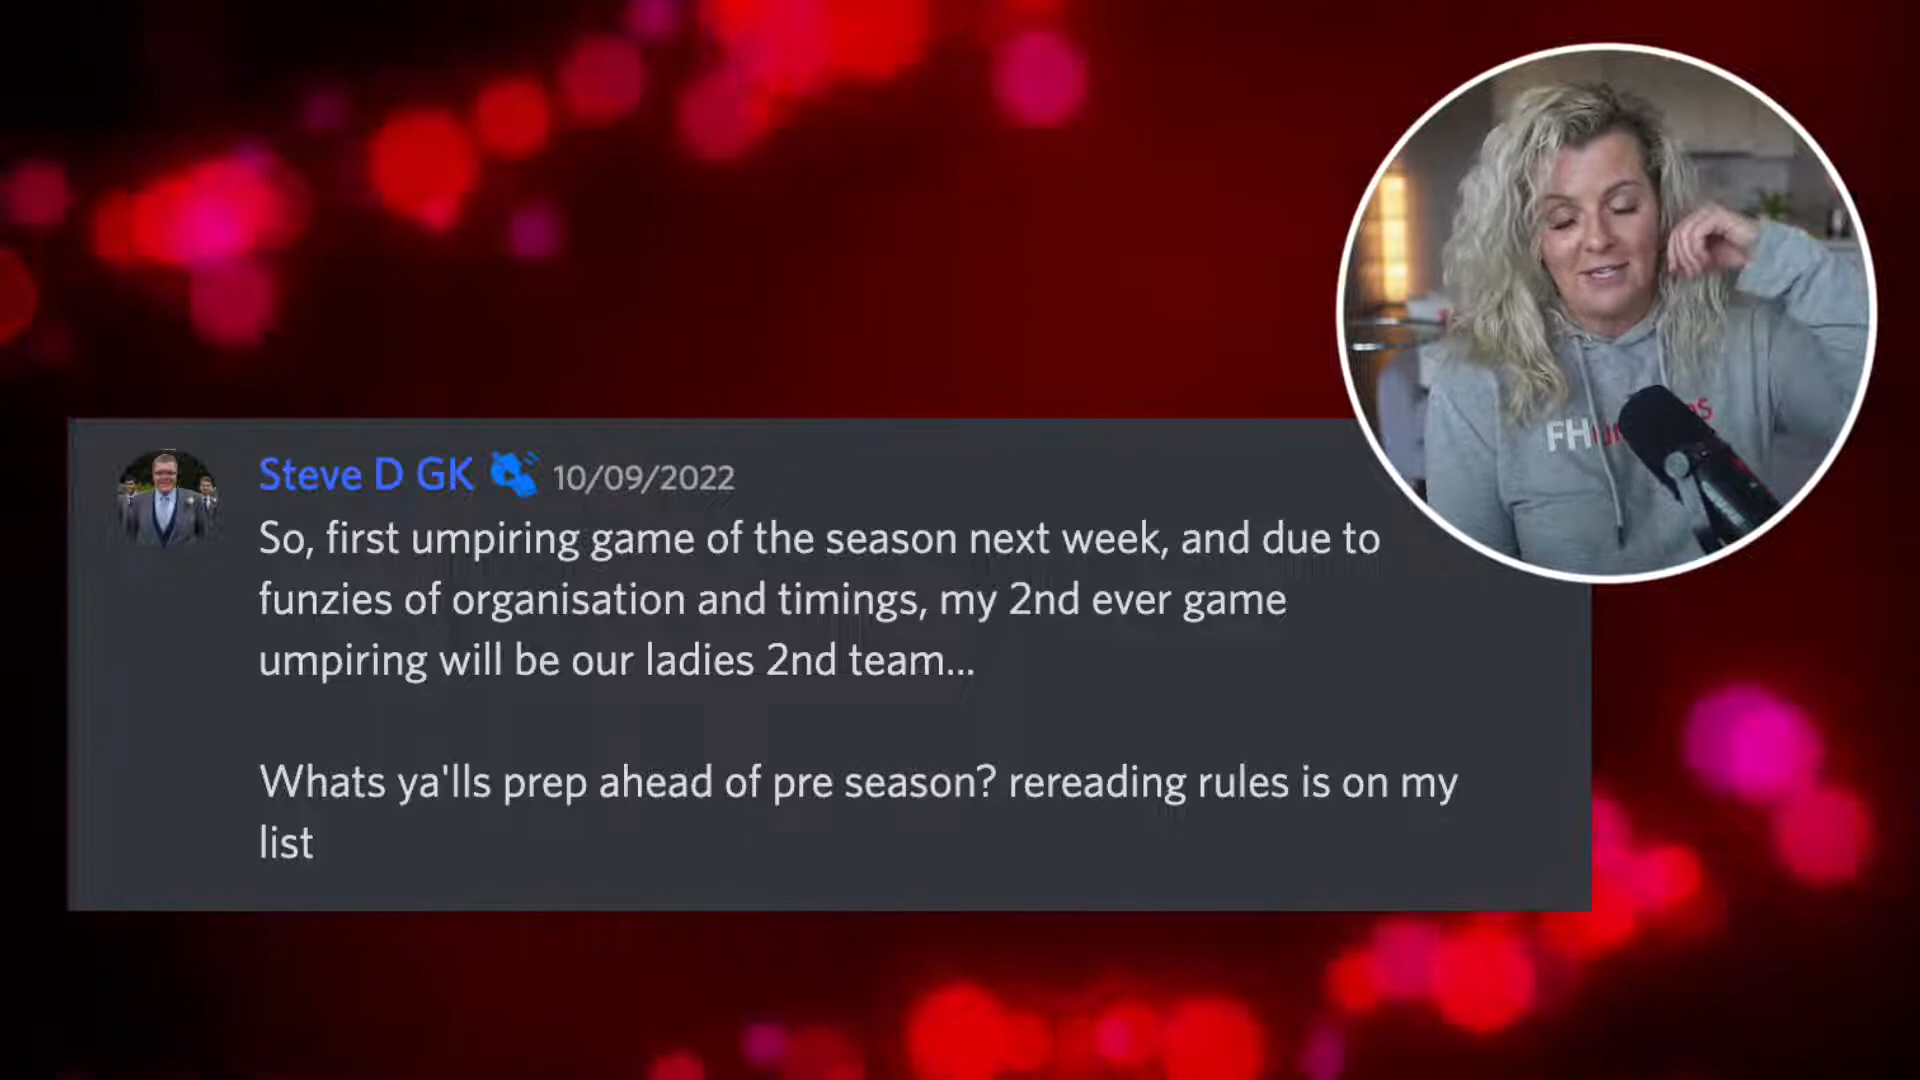 Steve D GK 10/09/2022
So, first umpiring game of the season next week, and due to
funzies of organisation and timings, my 2nd ever game
umpiring will be our ladies 2nd team...
Whats ya'lls prep ahead of pre season? rereading rules is on my
list